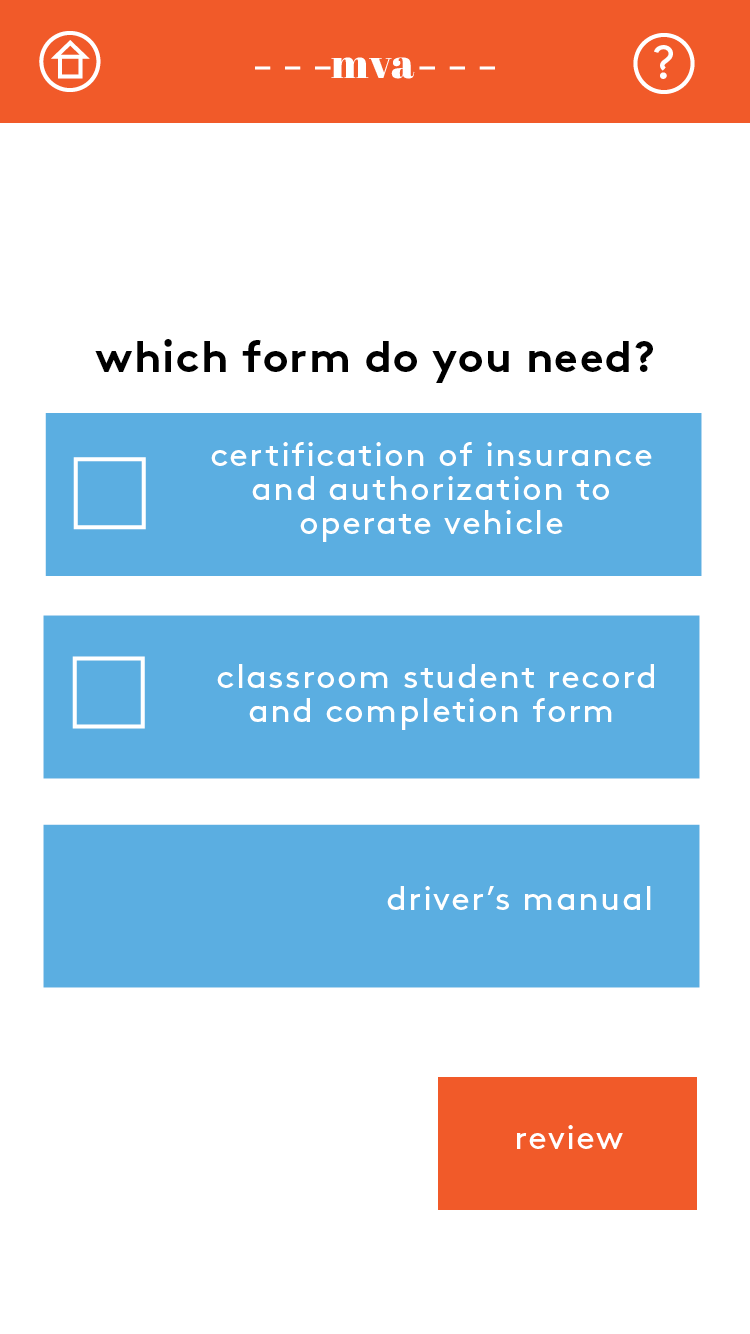 - - -mva- - -
?
which form do you need?
certification of insurance
and authorization to
operate vehicle
classroom student record
and completion form
driver’s manual
review